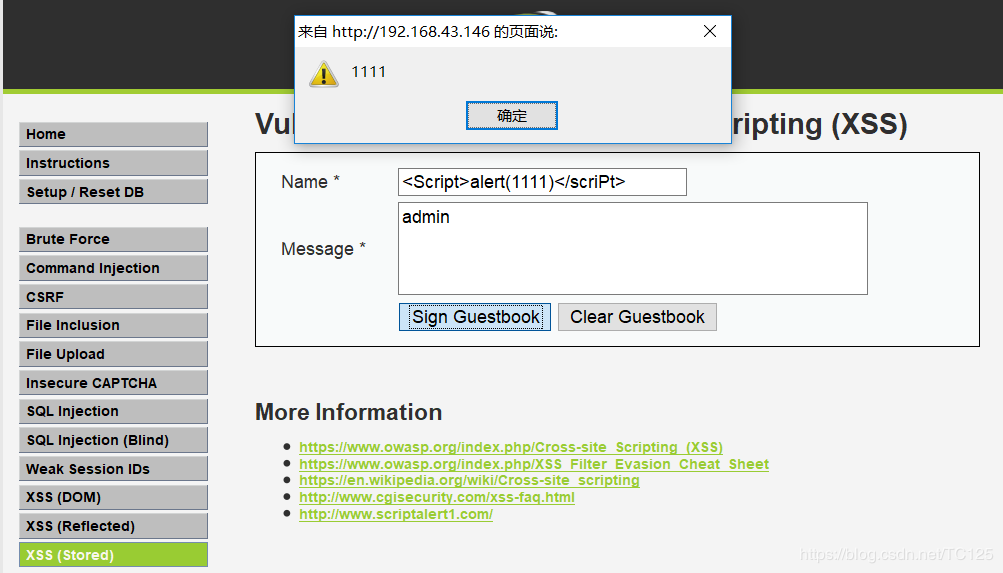 来自 http://192.168.43.146 的页面说:
1111
确定
Vul
ripting (XSS)
Home
Instructions
Setup / Reset DB
Brute Force
Command Injection
CSRF
File Inclusion
File Upload
Insecure CAPTCHA
SQL Injection
SQL Injection (Blind)
Weak Session IDs
XSS (DOM)
XSS (Reflected)
XSS (Stored)
Name *
<Script>alert(1111)</scriPt>
Message *
admin
Sign Guestbook
Clear Guestbook
More Information
https://www.owasp.org/index.php/Cross-site_Scripting_(XSS)
https://www.owasp.org/index.php/XSS_Filter_Evasion_Cheat_Sheet
https://en.wikipedia.org/wiki/Cross-site_scripting
http://www.cgisecurity.com/xss-faq.html
http://www.scriptalert1.com/
https://blog.csdn.net/TC125